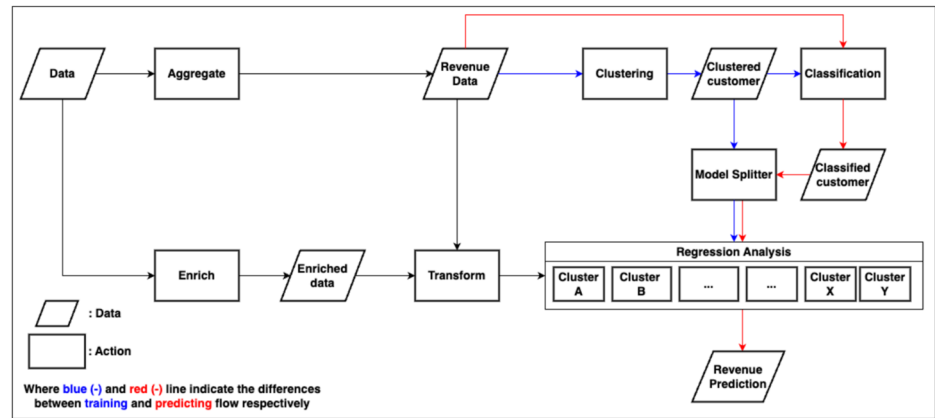 Data
Aggregate
Revenue
Data
Clustering
Clustered
customer
Classification
Model Splitter
Classified
customer
Enrich
Enriched
data
Transform
Regression Analysis
Cluster
A
Cluster
B
...
...
Cluster
X
Cluster
Y
Revenue
Prediction
: Data
: Action
Where blue (-) and red (-) line indicate the differences
between training and predicting flow respectively